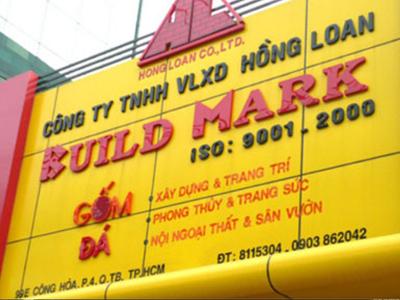 HONG LOAN CO., LTD.
CÔNG TY TNHH VLXD HỒNG LOAN
BUILD MARK
ISO: 9001 - 2000
GỐM
ĐÁ
• XÂY DỰNG & TRANG TRÍ
• PHONG THỦY & TRANG SỨC
• NỘI NGOẠI THẤT & SÂN VƯỜN
ĐT: 8115304 - 0903 862042
99E CỘNG HÒA, P.4, Q.TB, TP.HCM